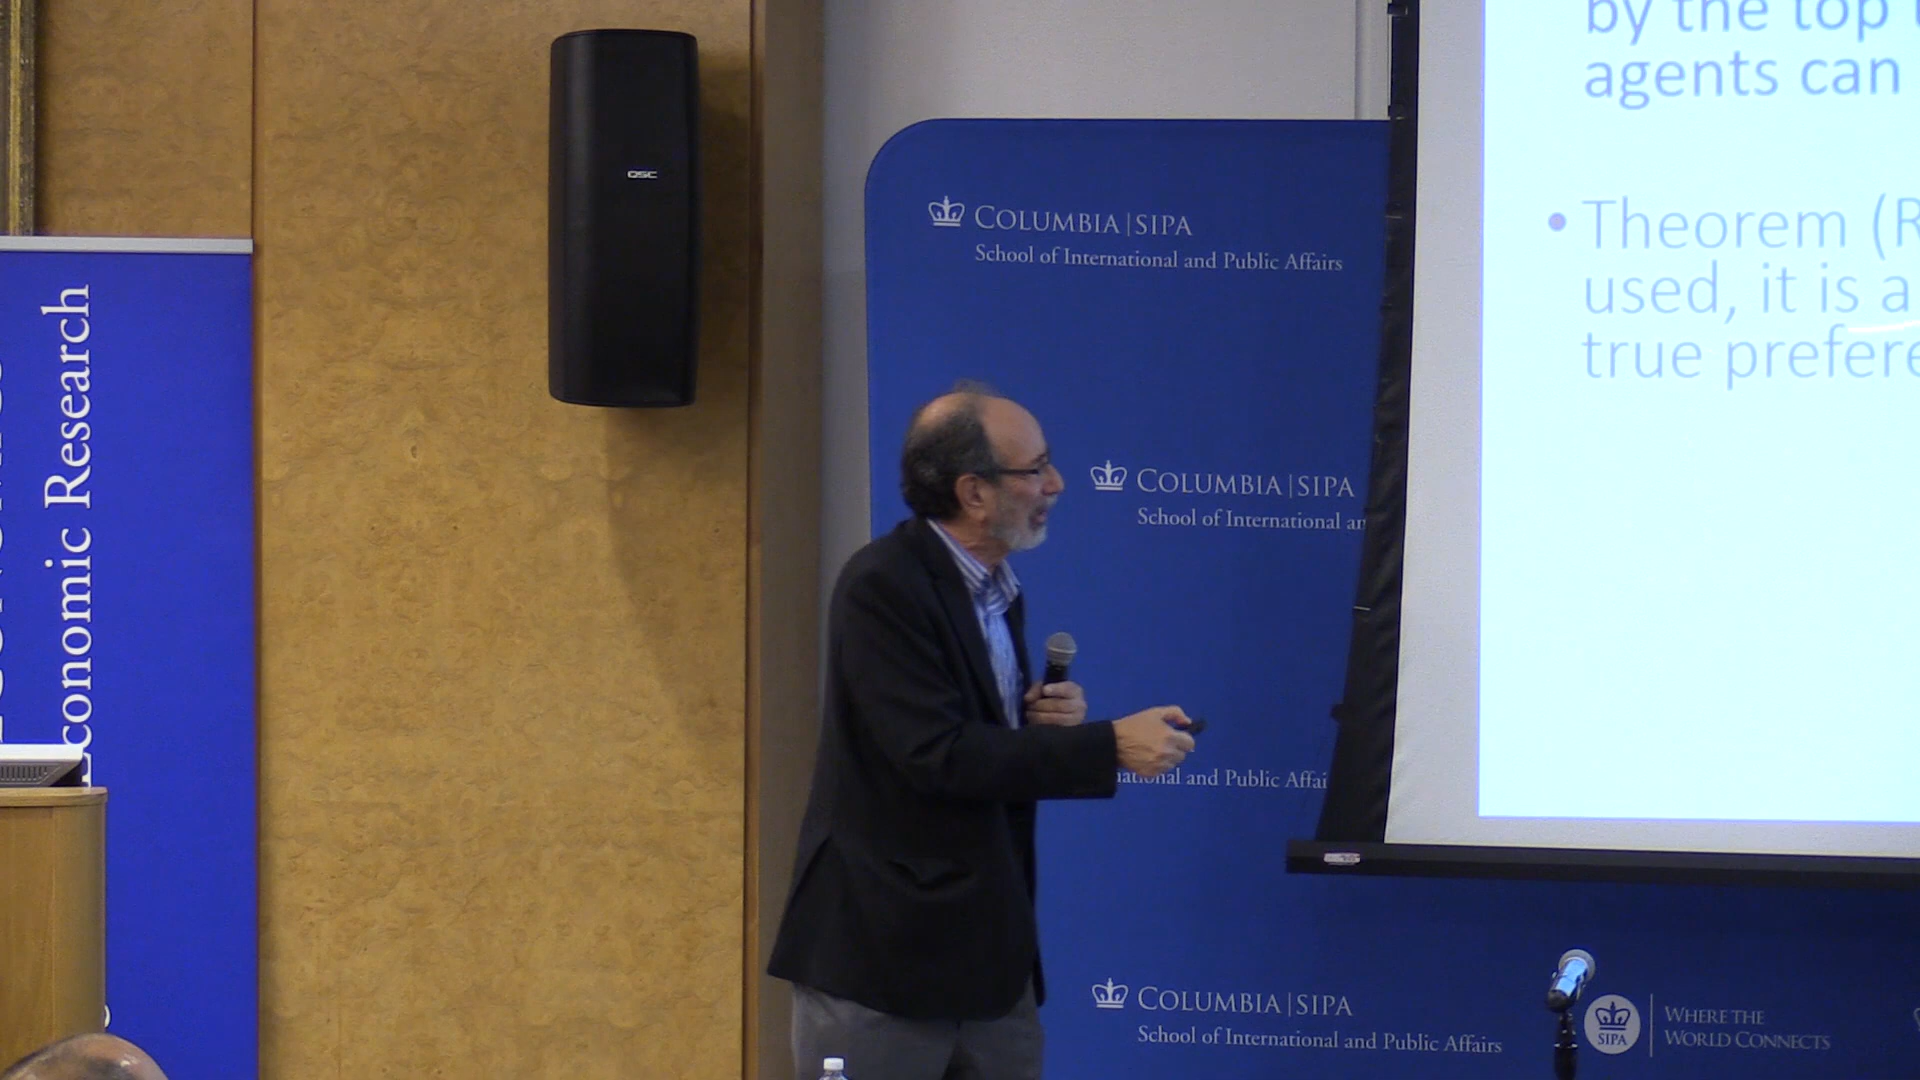 Economic Research
QSC
COLUMBIA | SIPA
School of International and Public Affairs
COLUMBIA | SIPA
School of International an
national and Public Affai
COLUMBIA | SIPA
School of International and Public Affairs
by the top
agents can
• Theorem (R
used, it is a
true prefere
SIPA
WHERE THE
WORLD CONNECTS